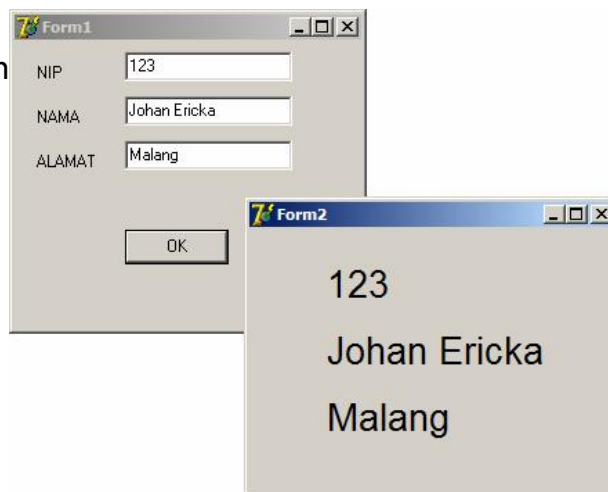 Form1
n
NIP 123
NAMA Johan Ericka
ALAMAT Malang
OK
Form2
123
Johan Ericka
Malang